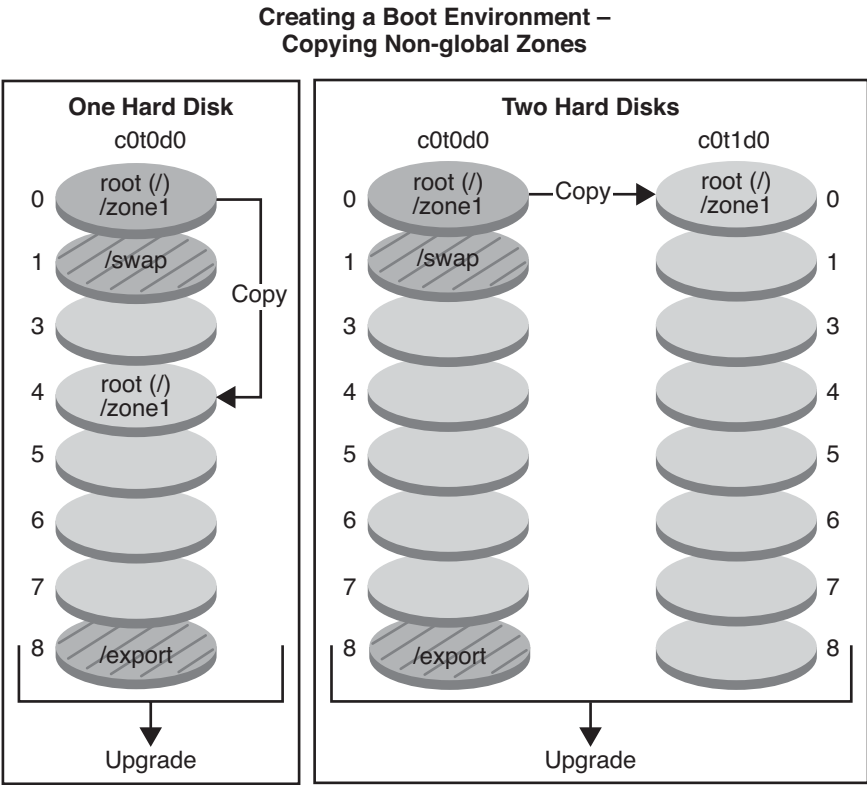 Creating a Boot Environment –
Copying Non-global Zones
One Hard Disk
c0t0d0
0
root (/)
/zone1
1
/swap
Copy
3
4
root (/)
/zone1
5
6
7
8
/export
Upgrade
Two Hard Disks
c0t0d0
c0t1d0
0
root (/)
/zone1
Copy
root (/)
/zone1
0
1
/swap
1
3
3
4
4
5
5
6
6
7
7
8
/export
8
Upgrade